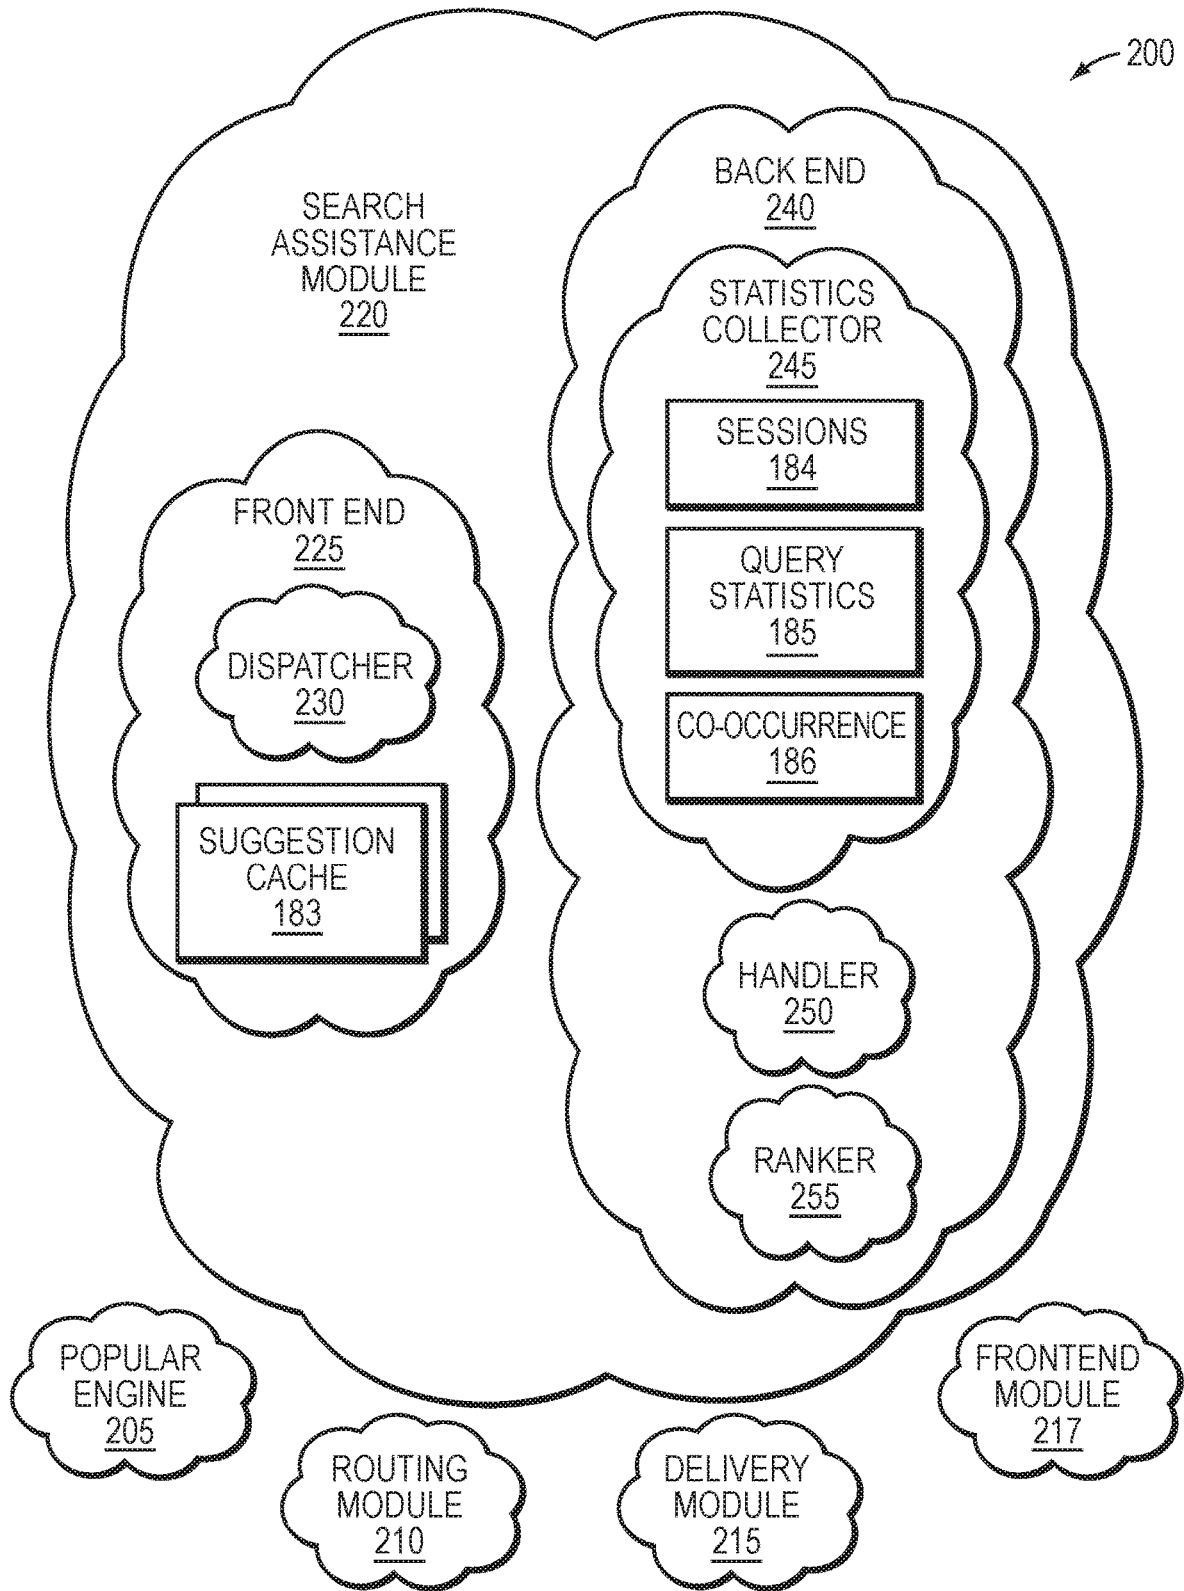 200
SEARCH
ASSISTANCE
MODULE
220
FRONT END
225
DISPATCHER
230
SUGGESTION
CACHE
183
BACK END
240
STATISTICS
COLLECTOR
245
SESSIONS
184
QUERY
STATISTICS
185
CO-OCCURRENCE
186
HANDLER
250
RANKER
255
POPULAR
ENGINE
205
ROUTING
MODULE
210
DELIVERY
MODULE
215
FRONTEND
MODULE
217